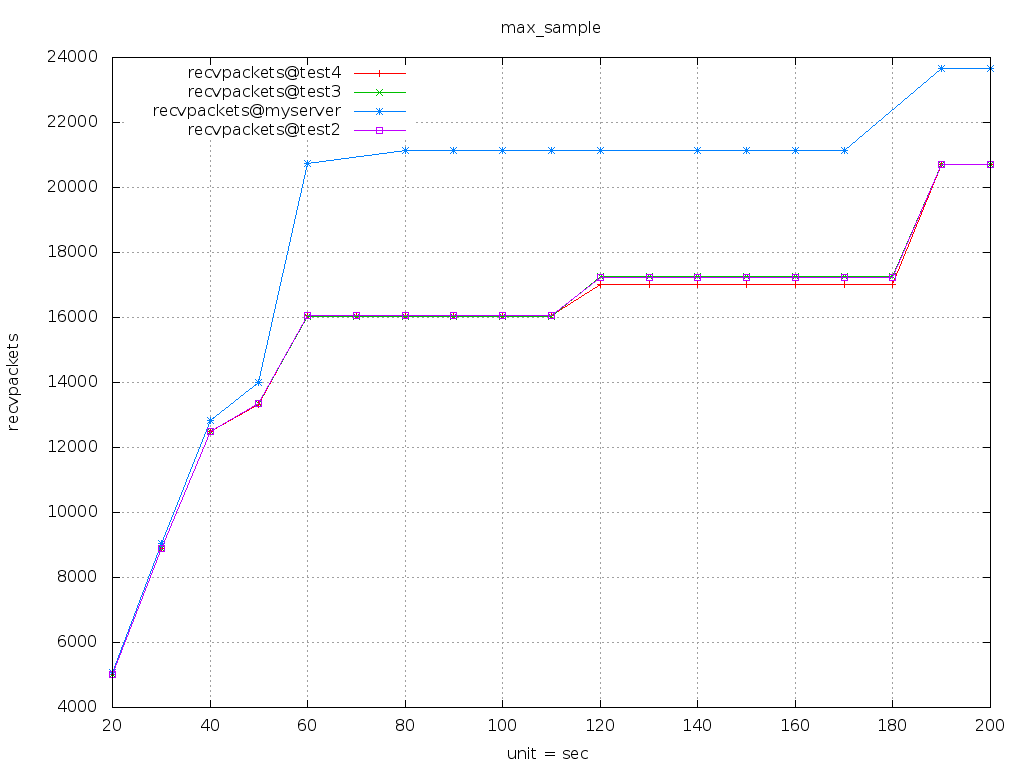 max_sample
24000
22000
20000
18000
16000
14000
12000
10000
8000
6000
4000
recvpackets@test4
recvpackets@test3
recvpackets@myserver
recvpackets@test2
recvpackets
20 40 60 80 100 120 140 160 180 200
unit = sec